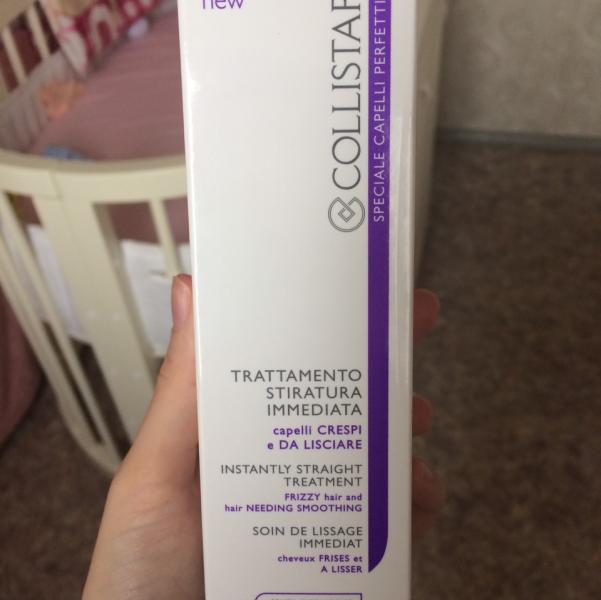 new
COLLISTAR
SPECIALE CAPELLI PERFETTI
TRATTAMENTO
STIRATURA
IMMEDIATA
capelli CRESPI
e DA LISCIARE
INSTANTLY STRAIGHT
TREATMENT
FRIZZY hair and
hair NEEDING SMOOTHING
SOIN DE LISSAGE
IMMEDIAT
cheveux FRISES et
A LISSER